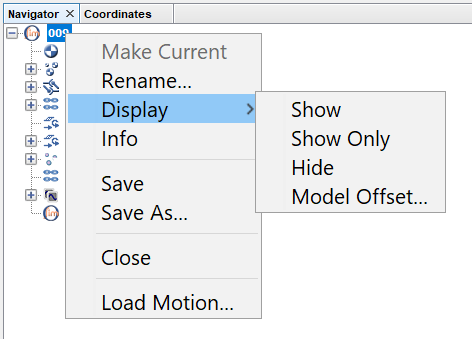 Navigator × Coordinates
009
Make Current
Rename...
Display
Info
Save
Save As...
Close
Load Motion...
Show
Show Only
Hide
Model Offset...